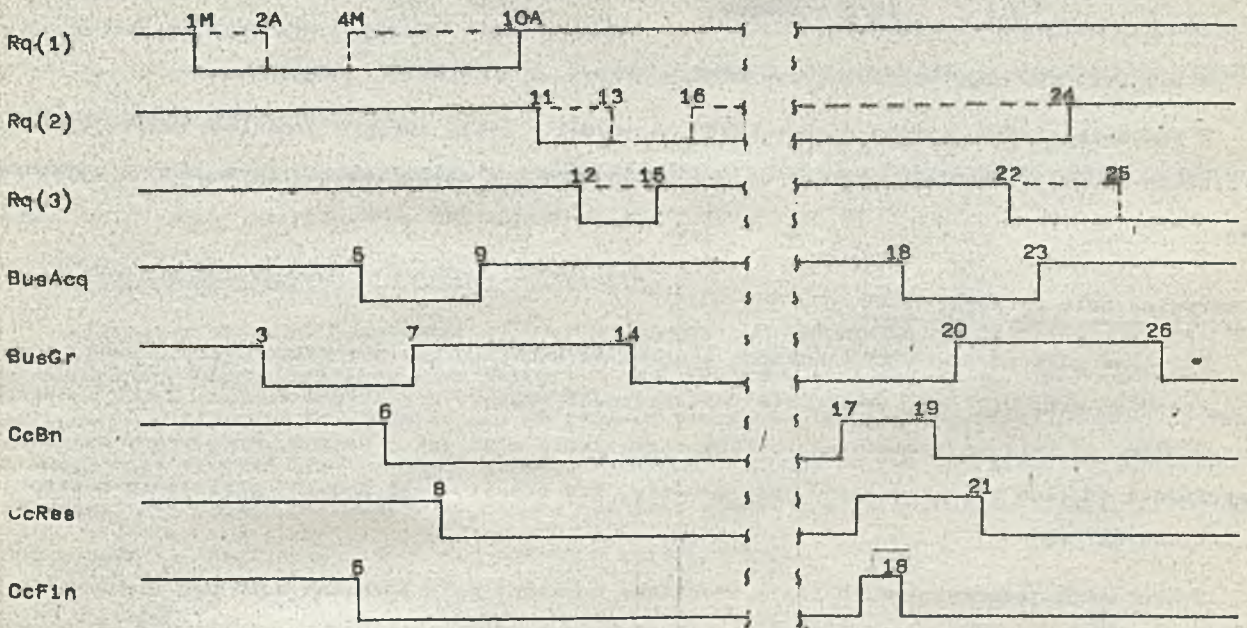 1M 2A 4M 10A
Rq(1)
11 13 16 24
Rq(2)
12 15 22 25
Rq(3)
5 9 18 23
BusAcq
3 7 14 20 26
BusGr
6 17 19
CcBn
8 21
CcRes
5 18
CcFin